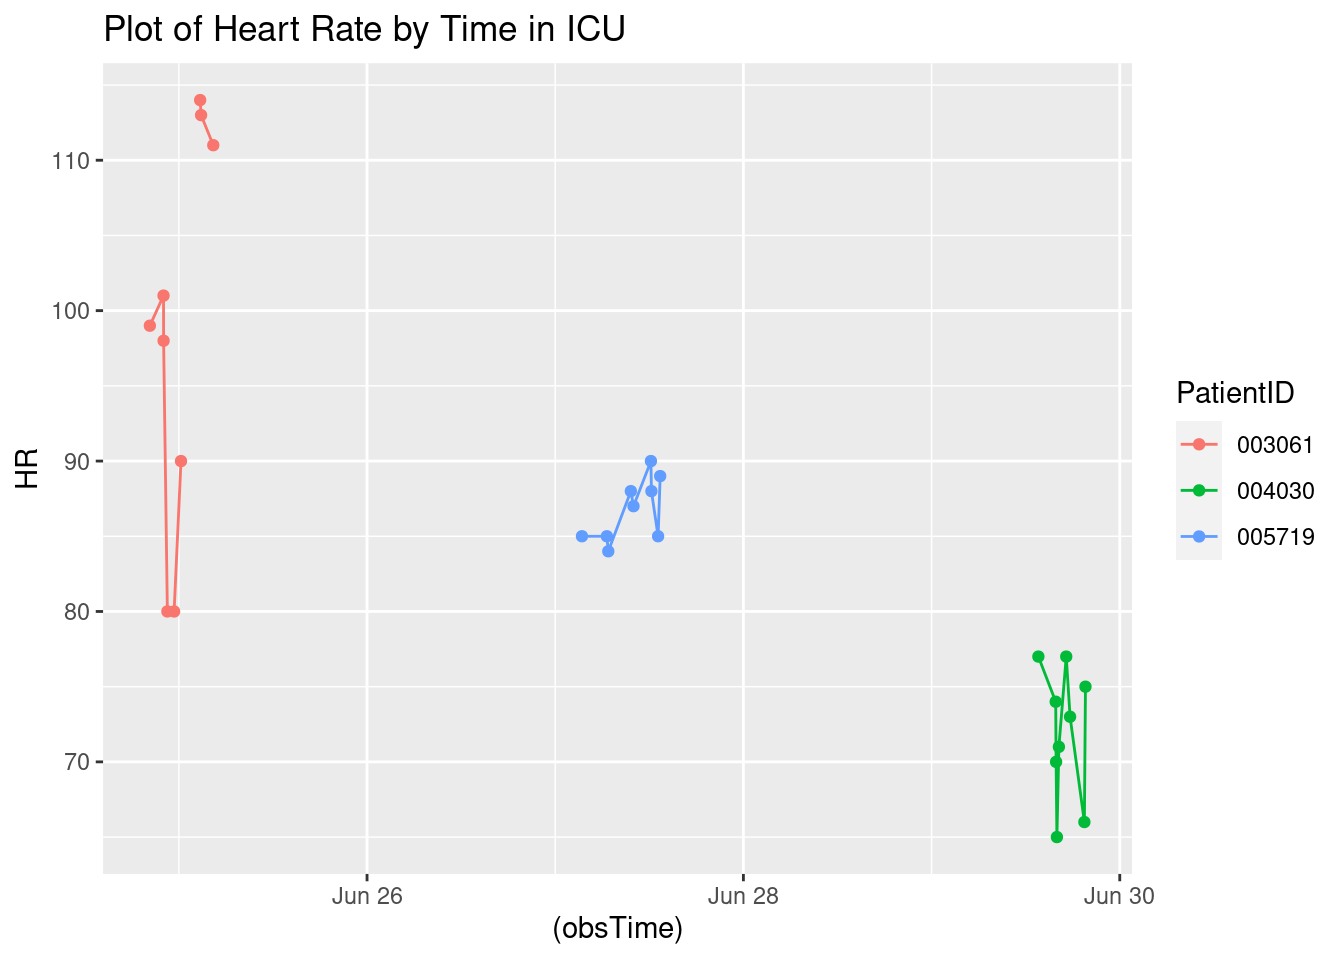 Plot of Heart Rate by Time in ICU
110
100
90
80
70
HR
Jun 26
Jun 28
Jun 30
(obsTime)
PatientID
003061
004030
005719